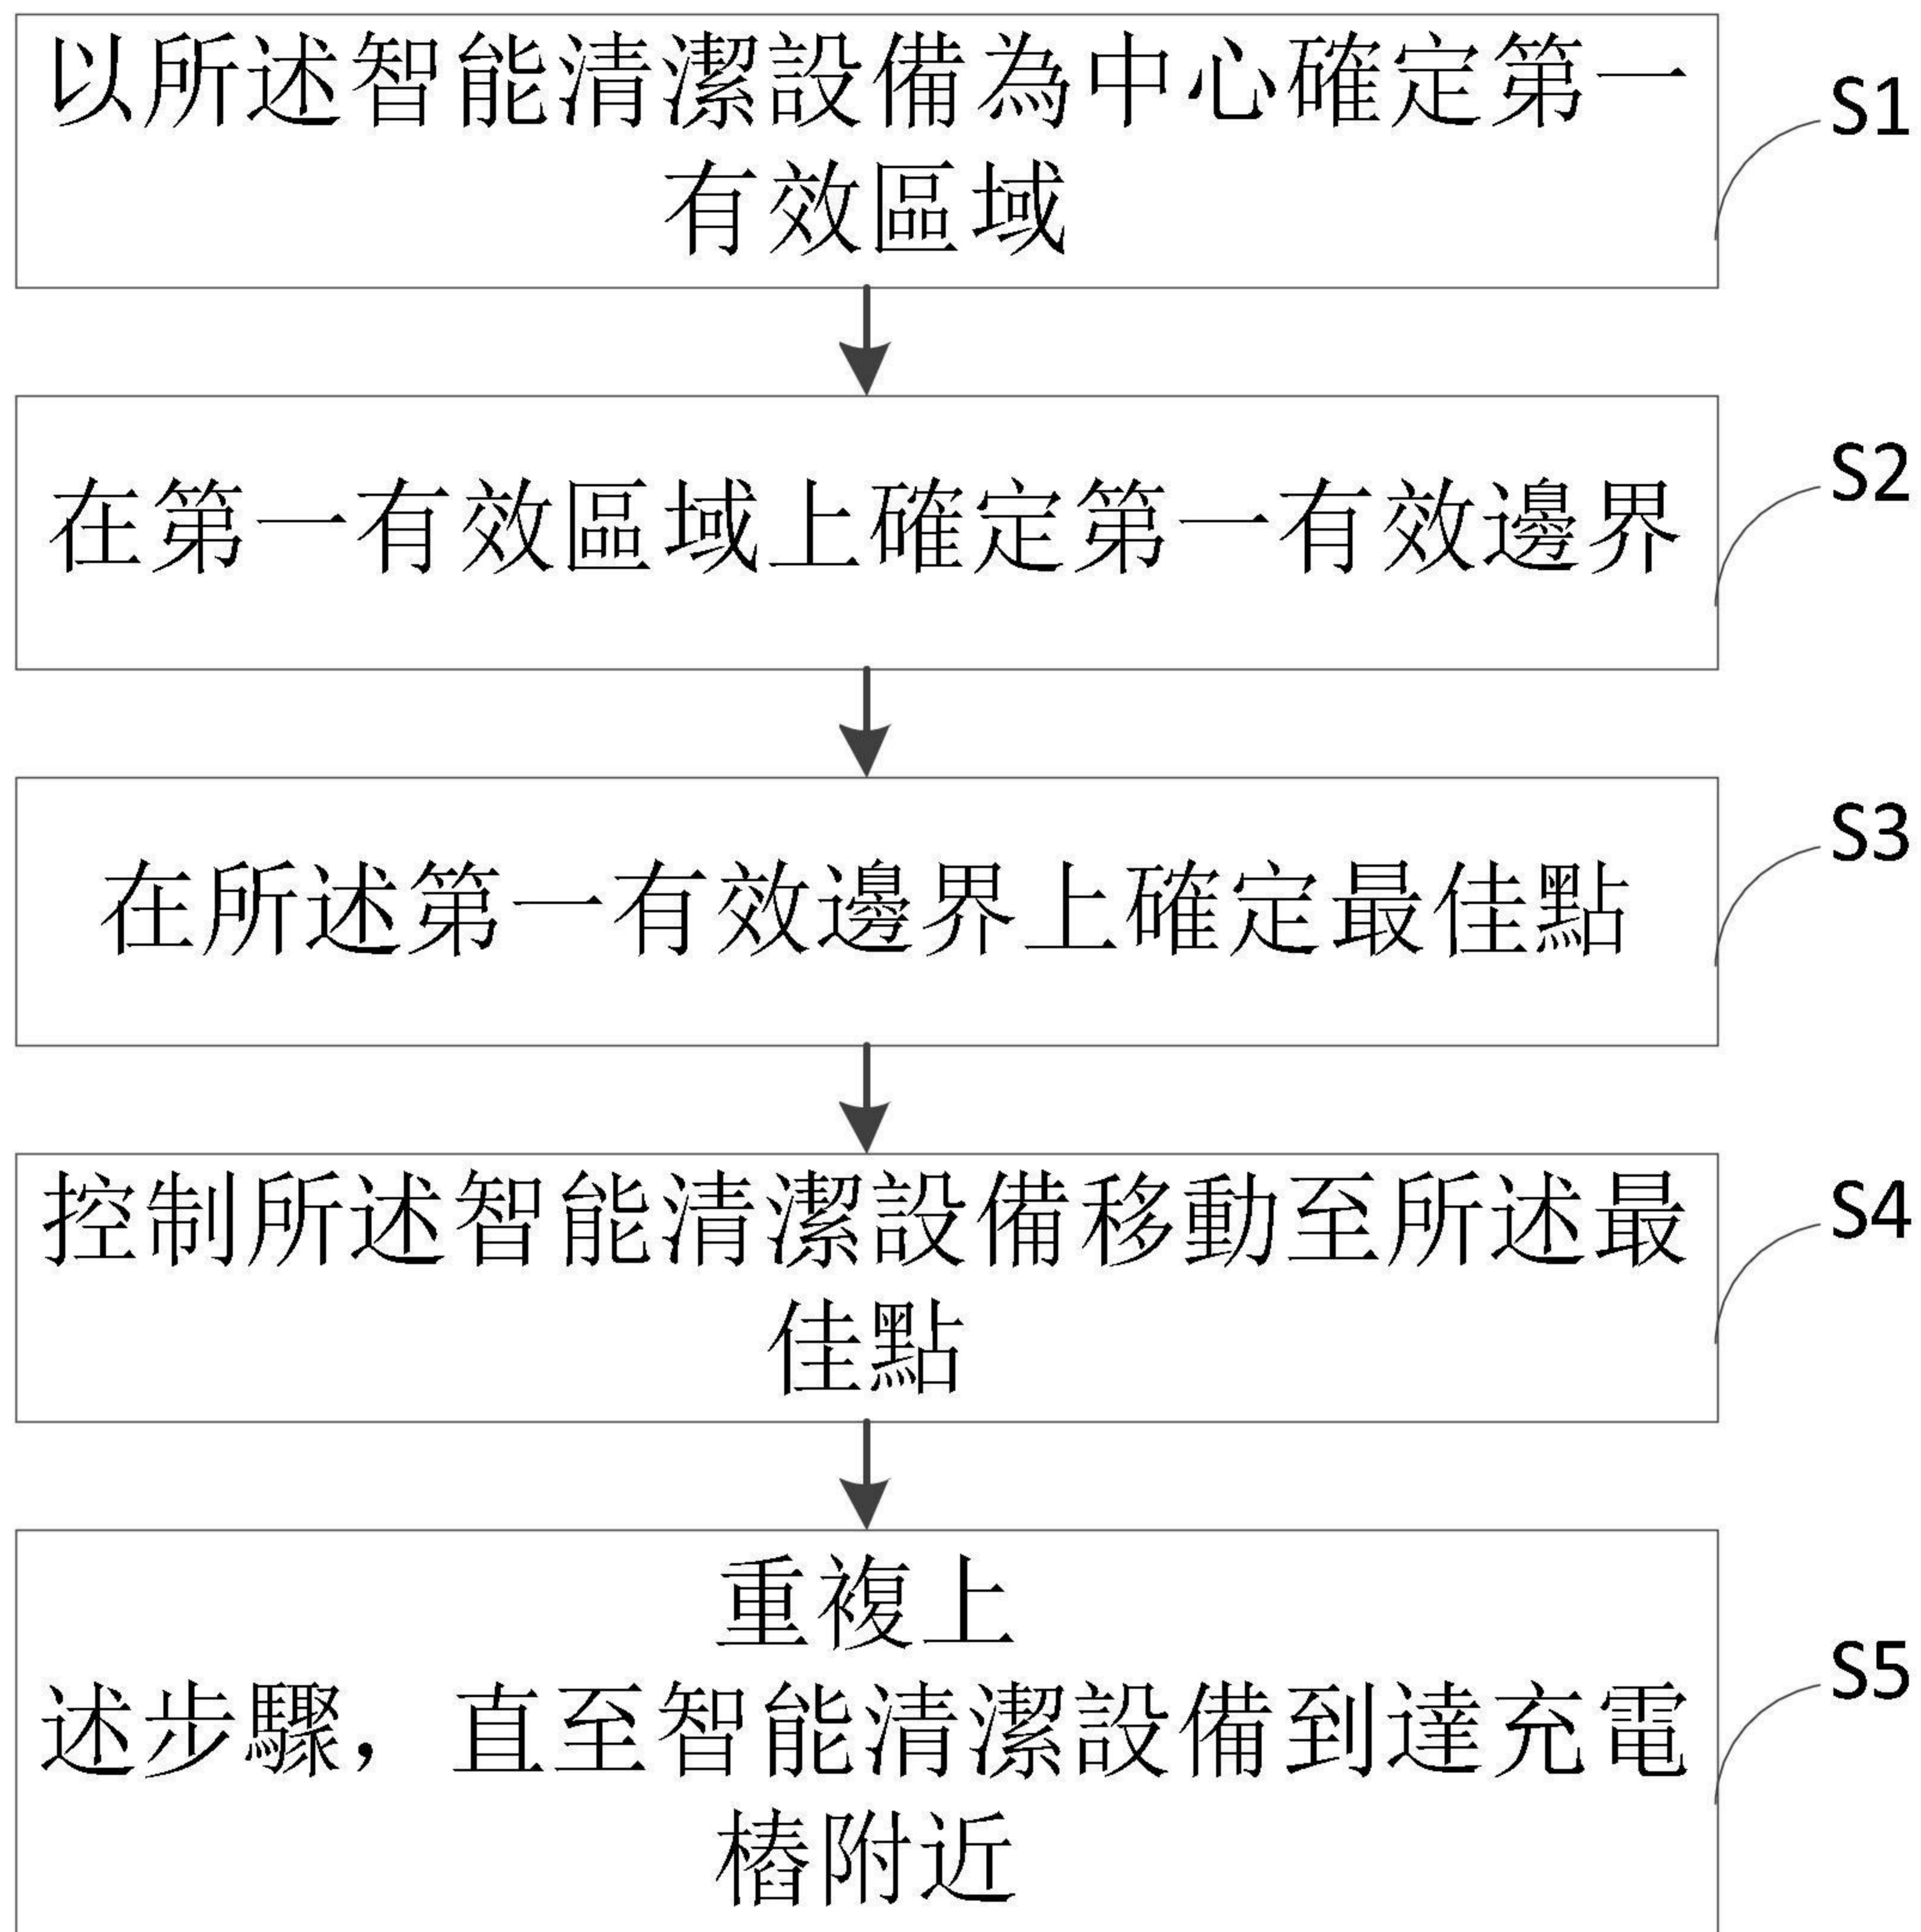 以所述智能清潔設備為中心確定第一
有效區域
S1
在第一有效區域上確定第一有效邊界
S2
在所述第一有效邊界上確定最佳點
S3
控制所述智能清潔設備移動至所述最
佳點
S4
重複上
述步驟，直至智能清潔設備到達充電
樁附近
S5